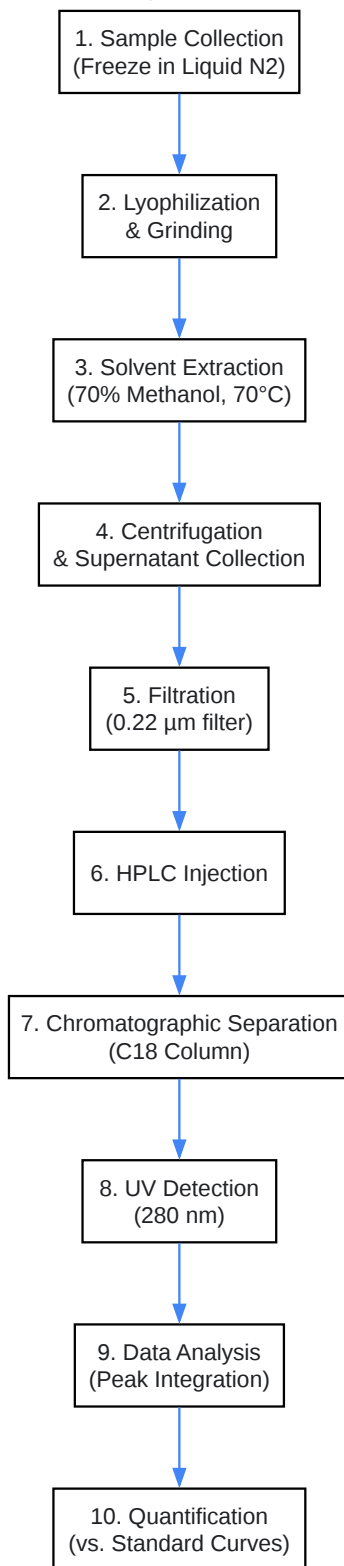 1. Sample Collection
(Freeze in Liquid N2)
2. Lyophilization
& Grinding
3. Solvent Extraction
(70% Methanol, 70°C)
4. Centrifugation
& Supernatant Collection
5. Filtration
(0.22 µm filter)
6. HPLC Injection
7. Chromatographic Separation
(C18 Column)
8. UV Detection
(280 nm)
9. Data Analysis
(Peak Integration)
10. Quantification
(vs. Standard Curves)